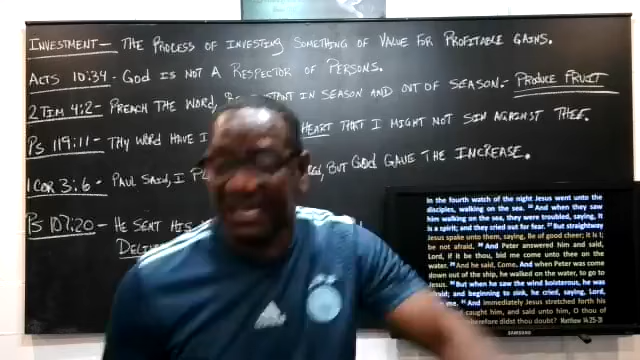 INVESTMENT — THE PROCESS OF INVESTING SOMETHING OF VALUE FOR PROFITABLE GAINS.
ACTS 10:34 - GOD IS NOT A RESPECTOR OF PERSONS.
2 TIM 4:2 - PREACH THE WORD, IN SEASON AND OUT OF SEASON. - PRODUCE FRUIT
PS 119:11 - THY WORD HAVE I HEART THAT I MIGHT NOT SIN AGAINST THEE.
1 COR 3:6 - PAUL SAID, I BUT GOD GAVE THE INCREASE.
PS 107:20 - HE SENT HIS
In the fourth watch of the night Jesus went unto the
disciples, walking on the sea. And when they saw
him walking on the sea, they were troubled, saying, It
is a spirit; and they cried out for fear. But straightway
Jesus spake unto them, saying, Be of good cheer; it is I;
be not afraid. And Peter answered him and said,
Lord, if it be thou, bid me come unto thee on the
water. And he said, Come. And when Peter was come
down out of the ship, he walked on the water, to go to
Jesus. But when he saw the wind boisterous, he was
afraid; and beginning to sink, he cried, saying, Lord,
me. And immediately Jesus stretched forth his
caught him, and said unto him, O thou of
didst thou doubt? Matthew 14:25-31
SAMSUNG
adidas